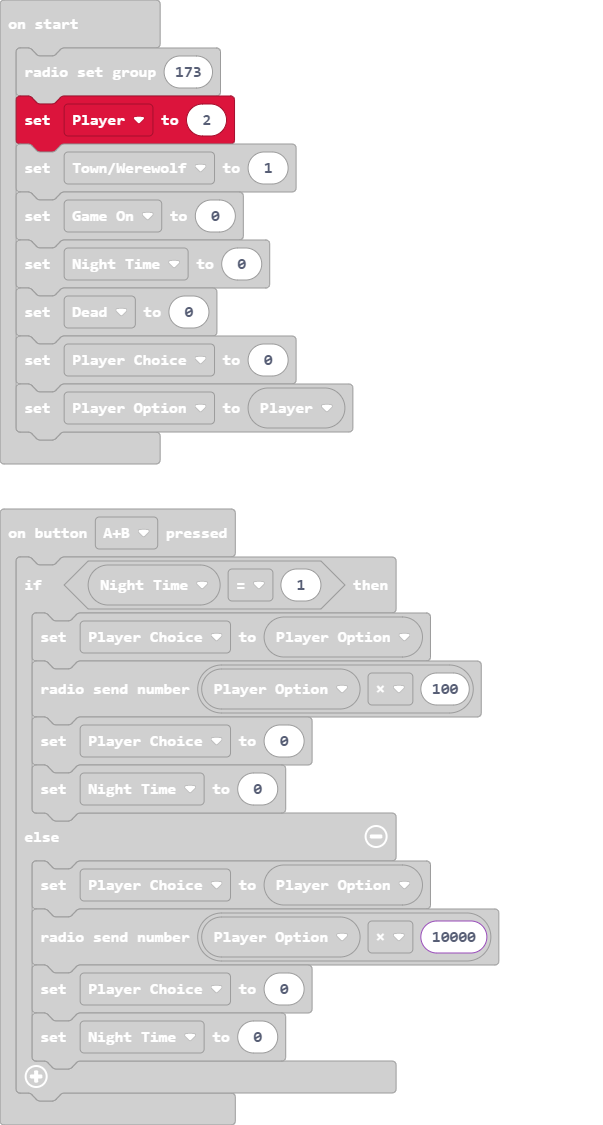 on start
radio set group 173
set Player to 2
set Town/Werewolf to 1
set Game On to 0
set Night Time to 0
set Dead to 0
set Player Choice to 0
set Player Option to Player
on button A+B pressed
if Night Time = 1 then
set Player Choice to Player Option
radio send number Player Option × 100
set Player Choice to 0
set Night Time to 0
else
set Player Choice to Player Option
radio send number Player Option × 10000
set Player Choice to 0
set Night Time to 0